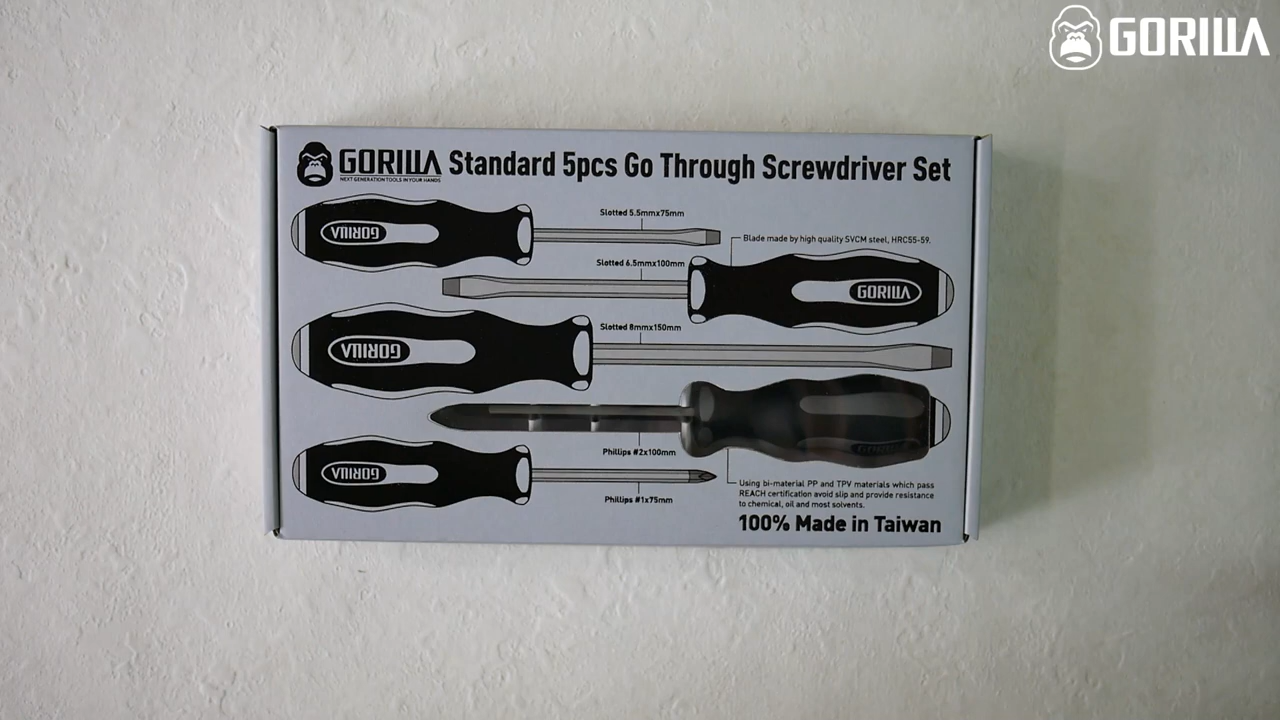 GORILLA
GORILLA Standard 5pcs Go Through Screwdriver Set
NEXT GENERATION TOOLS IN YOUR HANDS
Slotted 5.5mmx75mm
GORILLA
Blade made by high quality SVCM steel, HRC55-59.
Slotted 6.5mmx100mm
GORILLA
Slotted 8mmx150mm
GORILLA
GORILLA
Phillips #2x100mm
GORILLA
Phillips #1x75mm
Using bi-material PP and TPV materials which pass
REACH certification avoid slip and provide resistance
to chemical, oil and most solvents.
100% Made in Taiwan